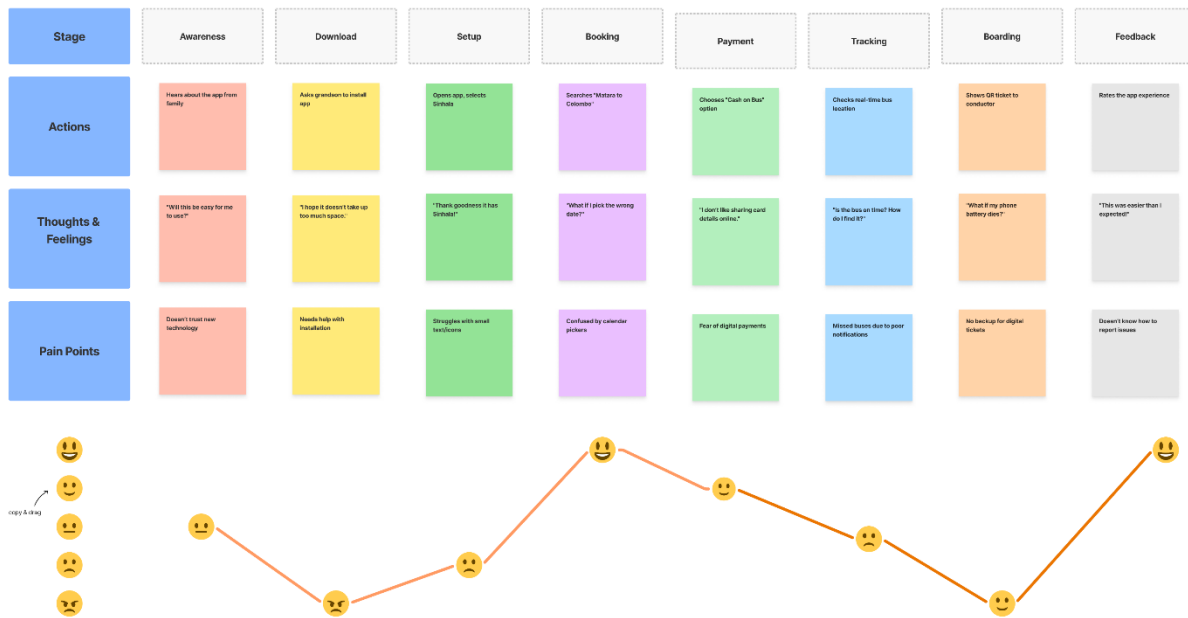 Stage
Awareness
Download
Setup
Booking
Payment
Tracking
Boarding
Feedback
Actions
Hears about the app from
family
Asks grandson to install
app
Opens app, selects
Sinhala
Searches "Matara to
Colombo"
Chooses "Cash on Bus"
option
Checks real-time bus
location
Shows QR ticket to
conductor
Rates the app experience
Thoughts &
Feelings
"Will this be easy for me
to use?"
"I hope it doesn't take up
too much space."
"Thank goodness it has
Sinhala!"
"What if I pick the wrong
date?"
"I don't like sharing card
details online."
"Is the bus on time? How
do I find it?"
"What if my phone
battery dies?"
"This was easier than i
expected!"
Pain Points
Doesn't trust new
technology
Needs help with
installation
Struggles with small
text/icons
Confused by calendar
pickers
Fear of digital payments
Missed buses due to poor
notifications
No backup for digital
tickets
Doesn't know how to
report issues
copy & drag